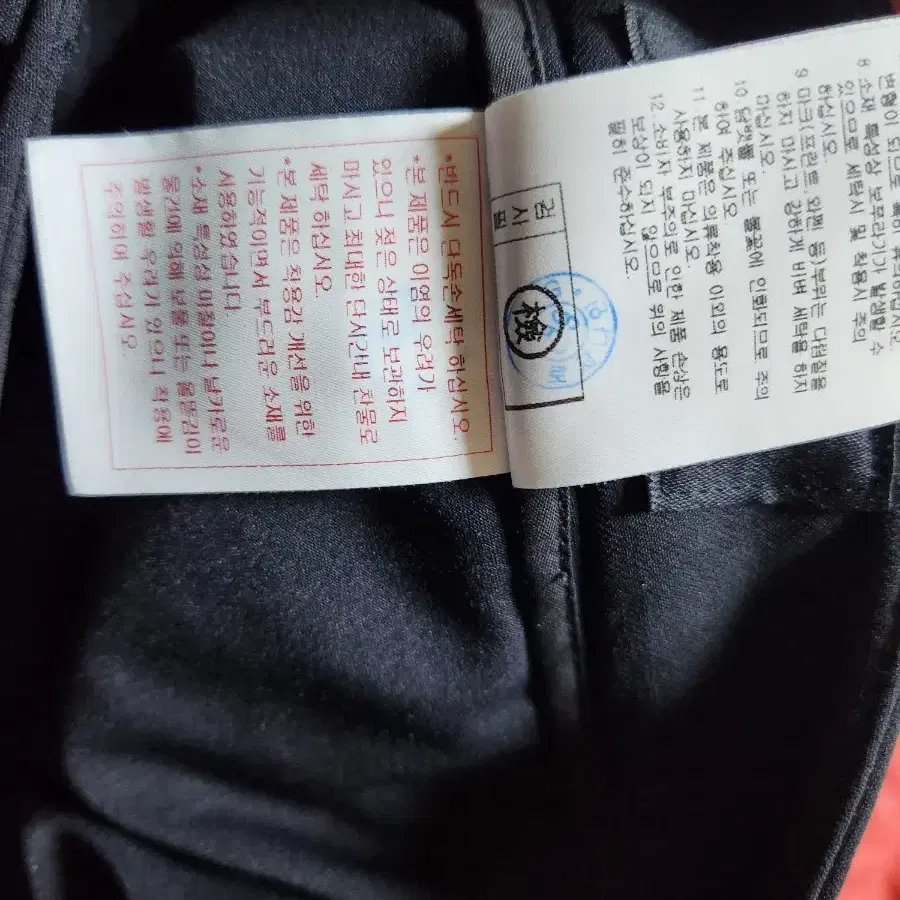 *반드시 단독손세탁 하십시오.
*본 제품은 이염의 우려가
있으니 젖은 상태로 보관하지
마시고 최대한 단시간내 찬물로
세탁 하십시오.
*본 제품은 착용감 개선을 위한
기능적이면서 부드러운 소재를
사용하였습니다
*소재 특성상 마찰이나 날카로운
물건에 의해 보풀 또는 올뜯김이
발생활 우려가 있으니 착용에
주의하여 주십시오.
8. 소재 특성상 보푸라기가 발생할 수
있으므로 세탁시 및 착용시 주의
하십시오.
9. 마크(프린트, 요판 등)부위는 다림질을
하지 마시고 강하게 비벼 세탁을 하지
마십시오.
10. 담뱃불 또는 불꽃에 인화되므로 주의
하여 주십시오.
11. 본 제품은 의류착용 이외의 용도로
사용하지 마십시오.
12. 소비자 부주의로 인한 제품 손상은
보상이 되지 않으므로 위의 사항을
필히 준수하십시오.
검사필
檢